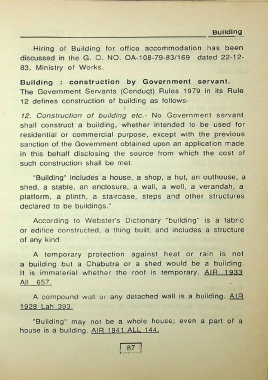 Building
Hiring of Building for office accommodation has been
discussed in the G. O. NO. OA-108-79-83/169 dated 22-12-
83, Ministry of Works.
Building : construction by Government servant.
The Government Servants (Conduct) Rules 1979 in its Rule
12 defines construction of building as follows-
12. Construction of building etc.- No Government servant
shall construct a building, whether intended to be used for
residential or commercial purpose, except with the previous
sanction of the Government obtained upon an application made
in this behalf disclosing the source from which the cost of
such construction shall be met.
"Building" includes a house, a shop, a hut, an outhouse, a
shed, a stable, an enclosure, a wall, a well, a verandah, a
platform, a plinth, a staircase, steps and other structures
declared to be buildings."
According to Webster's Dictionary "building" is a fabric
or edifice constructed, a thing built, and includes a structure
of any kind.
A temporary protection against heat or rain is not
a building but a Chabutra or a shed would be a building.
It is immaterial whether the roof is temporary. AIR 1933
All 657.
A compound wall or any detached wall is a building. AIR
1928 Lah 393.
"Building" may not be a whole house; even a part of a
house is a building. AIR 1941 ALL 144.
87